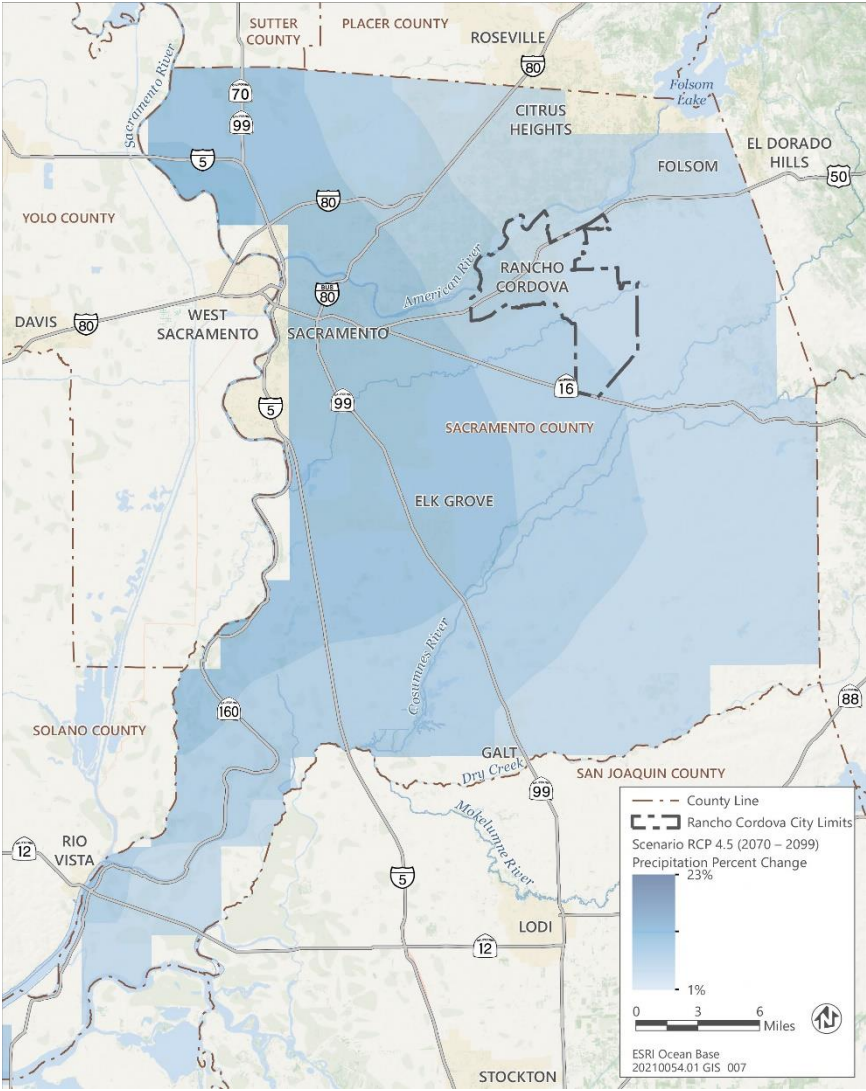 SUTTER
COUNTY
PLACER COUNTY
ROSEVILLE
80
Sacramento River
70
99
Folsom
Lake
CITRUS
HEIGHTS
5
EL DORADO
HILLS
FOLSOM
50
80
YOLO COUNTY
American River
RANCHO
CORDOVA
BUS
80
DAVIS
80
WEST
SACRAMENTO
SACRAMENTO
16
99
5
SACRAMENTO COUNTY
ELK GROVE
Cosumnes River
160
88
SOLANO COUNTY
GALT
Dry Creek
SAN JOAQUIN COUNTY
99
Mokelumne River
RIO
VISTA
12
5
LODI
12
STOCKTON
County Line
Rancho Cordova City Limits
Scenario RCP 4.5 (2070 – 2099)
Precipitation Percent Change
23%
1%
0 3 6
Miles
N
ESRI Ocean Base
20210054.01 GIS 007